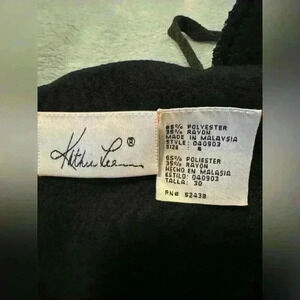 Kathie Lee ®
65% POLYESTER
35% RAYON
MADE IN MALAYSIA
STYLE: 040903
SIZE 8
65% POLIESTER
35% RAYON
HECHO EN MALASIA
ESTILO: 040903
TALLA: 30
RN# 52430